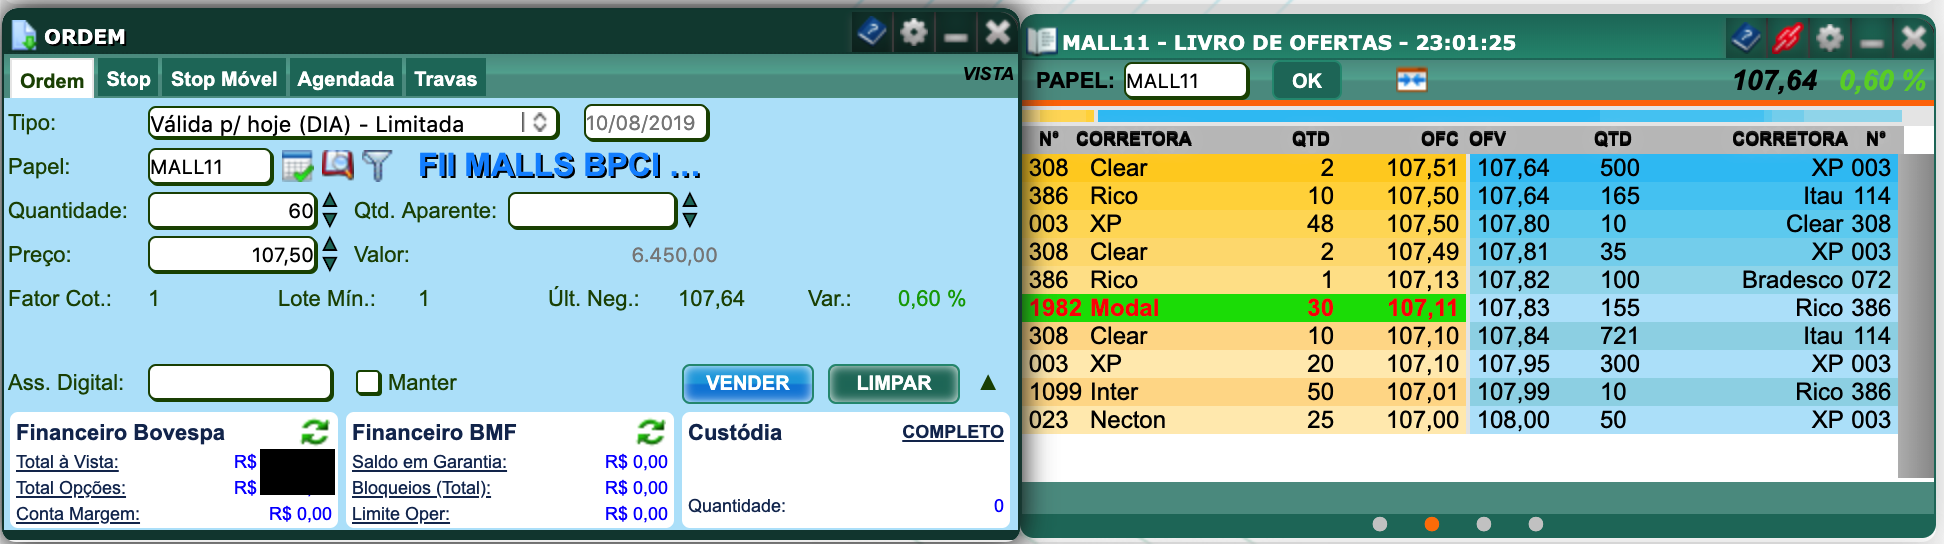 ORDEM
Ordem Stop Stop Móvel Agendada Travas VISTA
Tipo: Válida p/ hoje (DIA) - Limitada 10/08/2019
Papel: MALL11 FII MALLS BPCI ...
Quantidade: 60 Qtd. Aparente:
Preço: 107,50 Valor: 6.450,00
Fator Cot.: 1 Lote Mín.: 1 Últ. Neg.: 107,64 Var.: 0,60 %
Ass. Digital: Manter VENDER LIMPAR
Financeiro Bovespa
Total à Vista: R$
Total Opções: R$
Conta Margem: R$ 0,00
Financeiro BMF
Saldo em Garantia: R$ 0,00
Bloqueios (Total): R$ 0,00
Limite Oper: R$ 0,00
Custódia COMPLETO
Quantidade: 0
MALL11 - LIVRO DE OFERTAS - 23:01:25
PAPEL: MALL11 OK 107,64 0,60 %
Nº CORRETORA QTD OFC OFV QTD CORRETORA Nº
308 Clear 2 107,51 107,64 500 XP 003
386 Rico 10 107,50 107,64 165 Itau 114
003 XP 48 107,50 107,80 10 Clear 308
308 Clear 2 107,49 107,81 35 XP 003
386 Rico 1 107,13 107,82 100 Bradesco 072
1982 Modal 30 107,11 107,83 155 Rico 386
308 Clear 10 107,10 107,84 721 Itau 114
003 XP 20 107,10 107,95 300 XP 003
1099 Inter 50 107,01 107,99 10 Rico 386
023 Necton 25 107,00 108,00 50 XP 003